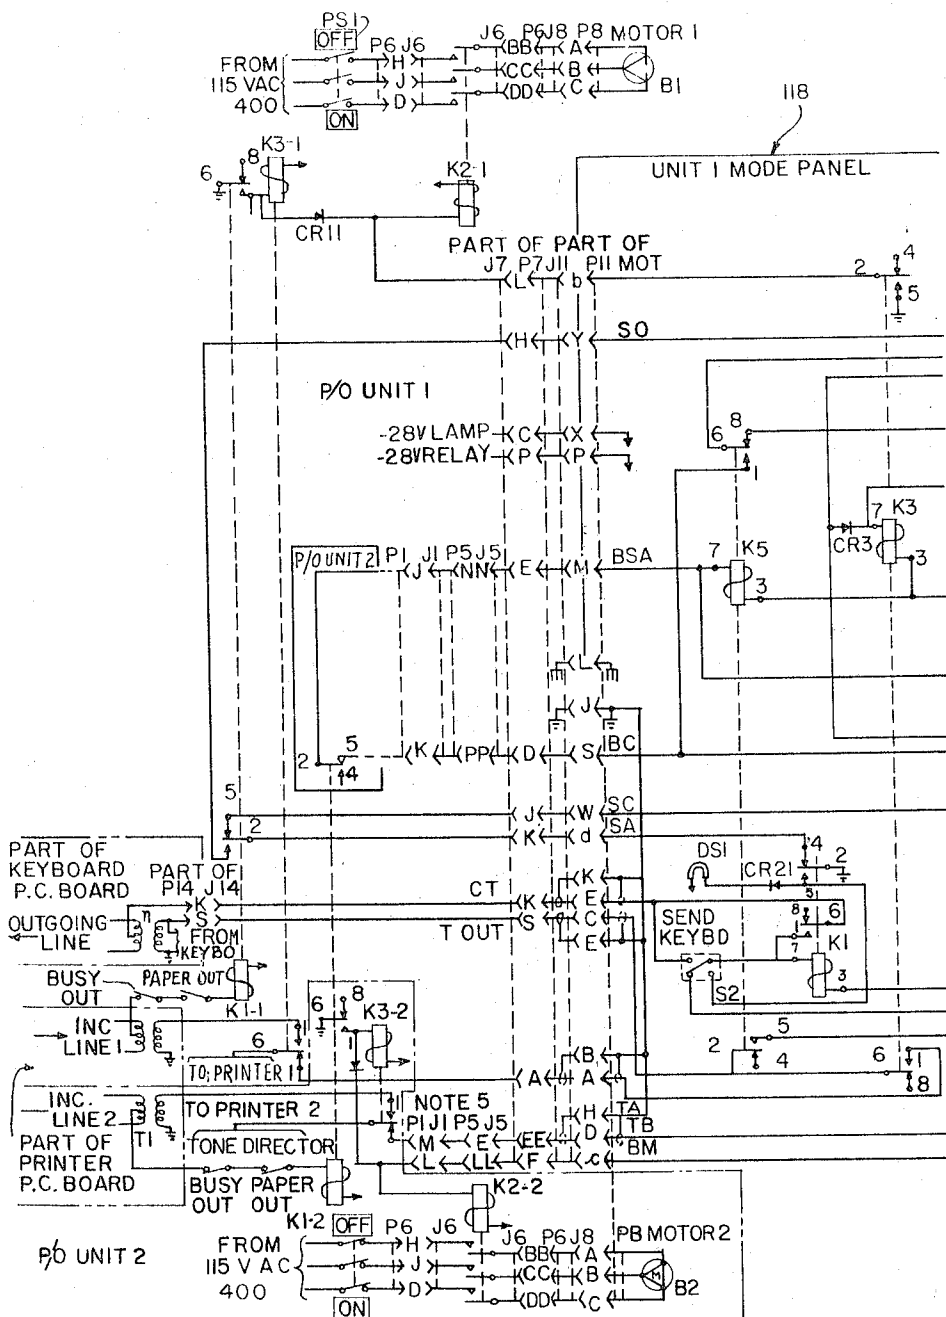 PS1
OFF
P6 J6
J6 P6 J8 P8 MOTOR 1
FROM
115 VAC
400
H
J
D
BB
CC
DD
A
B
C
B1
ON
K3-1
8
6
1
K2-1
CR11
118
UNIT 1 MODE PANEL
PART OF PART OF
J7 P7 J11 P11 MOT
L
b
2
4
5
H
Y
SO
P/O UNIT 1
-28V LAMP
C
X
-28V RELAY
P
P
6
8
1
7
K3
CR3
3
P/O UNIT 2
P1 J1 P5 J5
J
NN
E
M
BSA
7
K5
3
L
J
2
5
4
K
PP
D
S
BC
5
2
J
W
SC
K
d
SA
PART OF
KEYBOARD
P.C. BOARD
PART OF
P14 J14
K
S
CT
K
E
K
T OUT
S
C
E
OUTGOING
LINE
n
FROM
KEYBO
DS1
CR21
4
2
5
8
6
1
7
K1
3
SEND
KEYBD
S2
BUSY
OUT
PAPER OUT
K1-1
6
8
1
K3-2
INC
LINE 1
6
1
TO PRINTER 1
A
A
B
2
5
4
6
1
8
INC.
LINE 2
T1
TO PRINTER 2
1
NOTE 5
P1 J1 P5 J5
M
E
EE
D
H
TA
TB
L
LL
F
c
BM
TONE DIRECTOR
PART OF
PRINTER
P.C. BOARD
BUSY PAPER
OUT OUT
K1-2
K2-2
P/O UNIT 2
OFF
P6 J6
J6 P6 J8
P8 MOTOR 2
FROM
115 V AC
400
H
J
D
BB
CC
DD
A
B
C
M
B2
ON